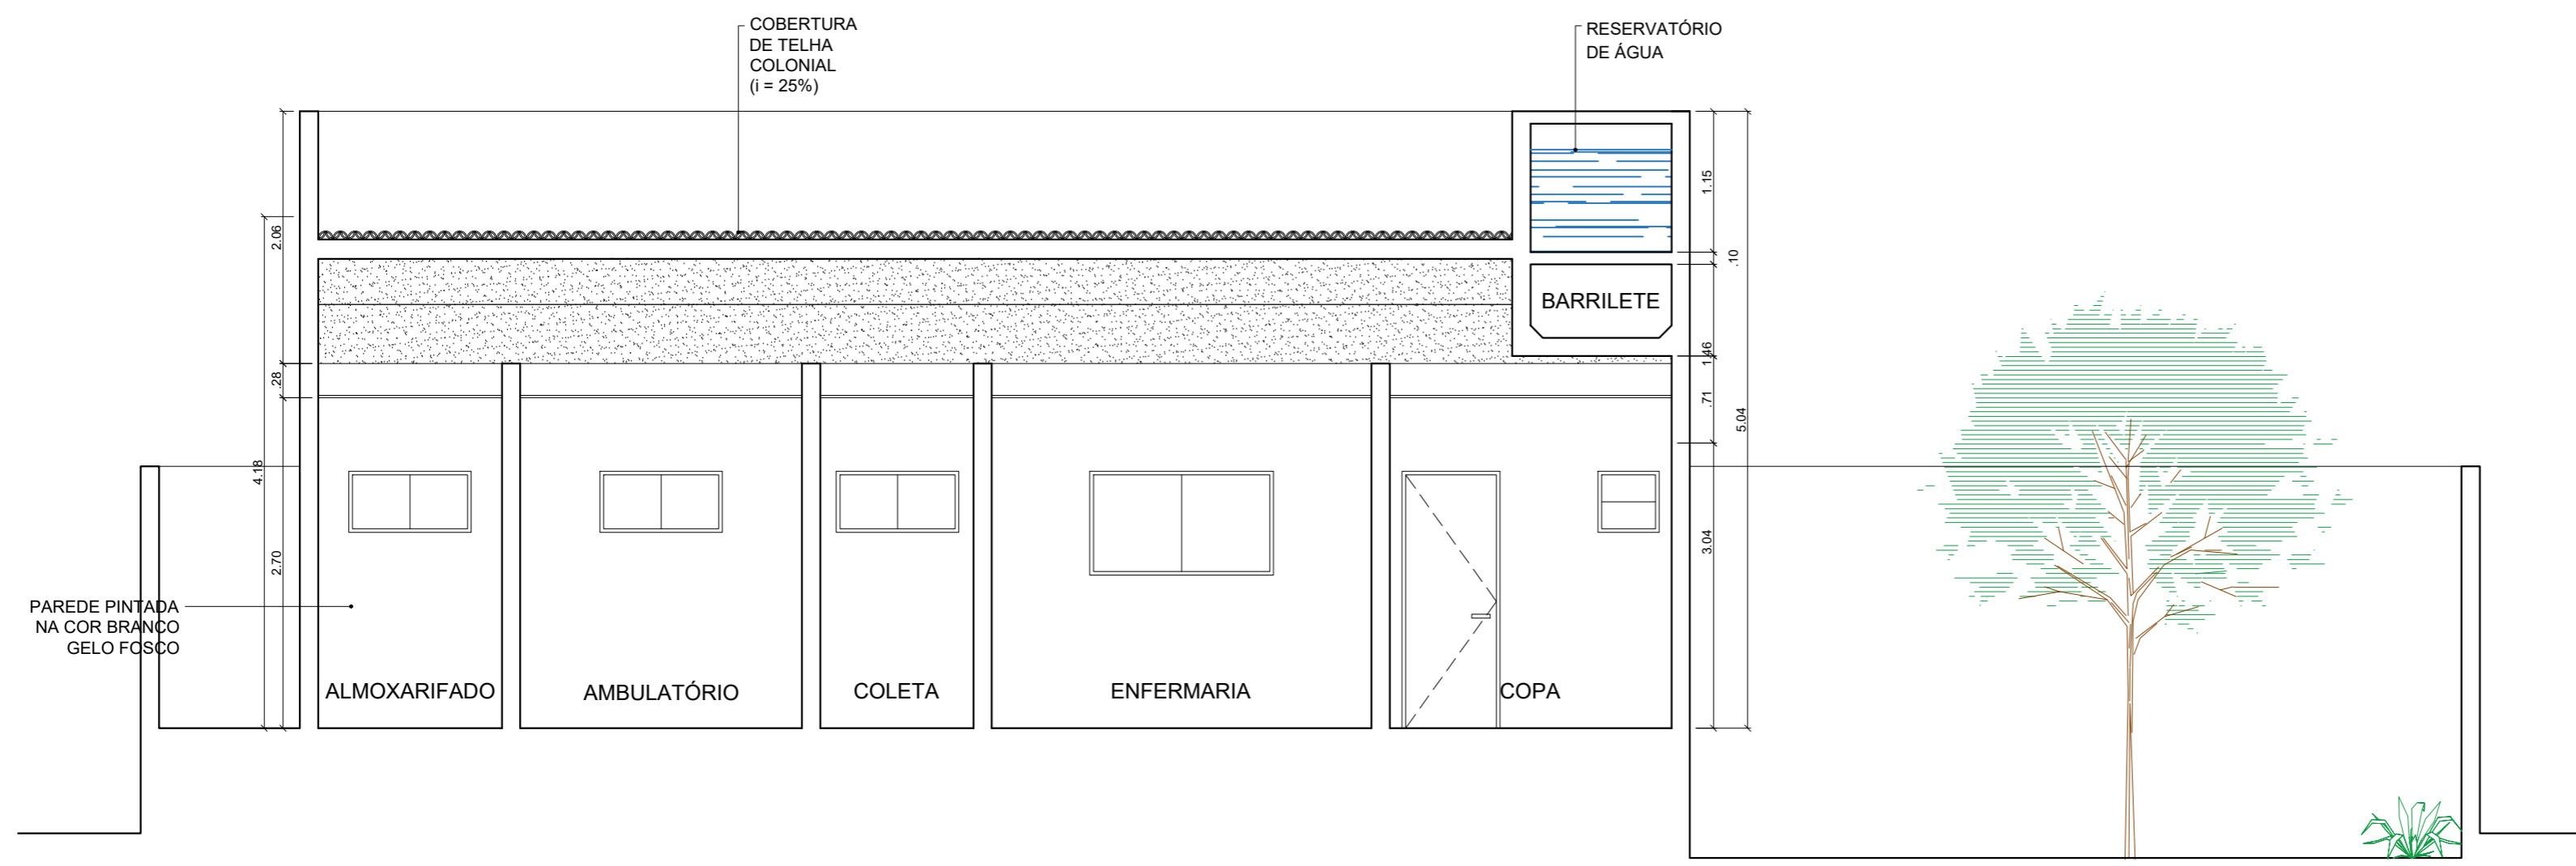 COBERTURA
DE TELHA
COLONIAL
(i = 25%)
RESERVATÓRIO
DE ÁGUA
2.06
4.18
.28
2.70
1.15
.10
1.46
.71
5.04
3.04
BARRILETE
PAREDE PINTADA
NA COR BRANCO
GELO FOSCO
ALMOXARIFADO
AMBULATÓRIO
COLETA
ENFERMARIA
COPA